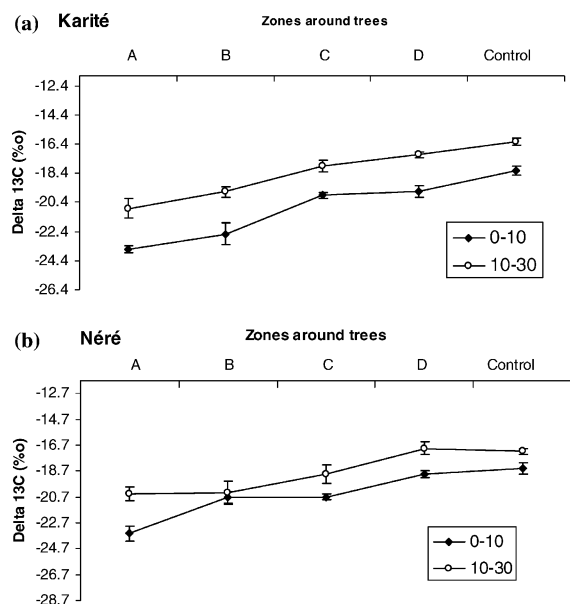 (a) Karité
Zones around trees
A B C D Control
-12.4
-14.4
-16.4
-18.4
-20.4
-22.4
-24.4
-26.4
Delta 13C (%o)
0-10
10-30
(b) Néré
Zones around trees
A B C D Control
-12.7
-14.7
-16.7
-18.7
-20.7
-22.7
-24.7
-26.7
-28.7
Delta 13C (%o)
0-10
10-30